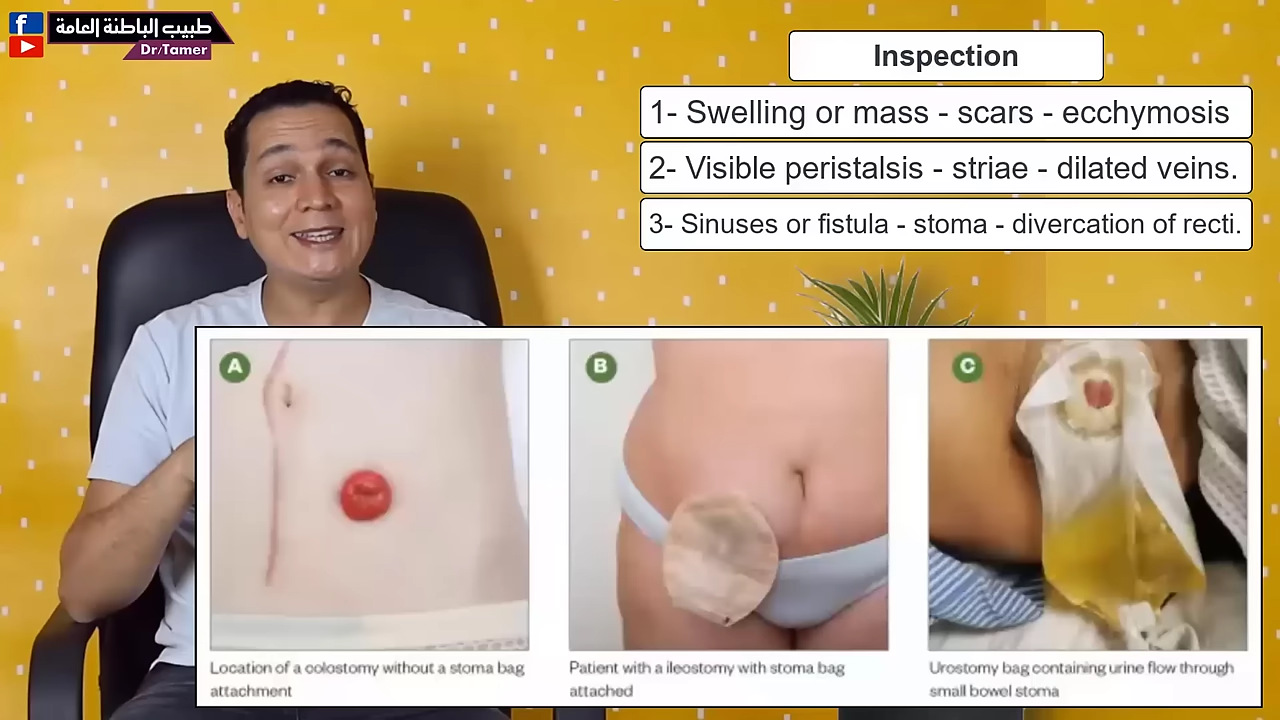 طبيب الباطنة العامة
Dr/Tamer
Inspection
1- Swelling or mass - scars - ecchymosis
2- Visible peristalsis - striae - dilated veins.
3- Sinuses or fistula - stoma - divercation of recti.
A
B
C
Location of a colostomy without a stoma bag
attachment
Patient with a ileostomy with stoma bag
attached
Urostomy bag containing urine flow through
small bowel stoma